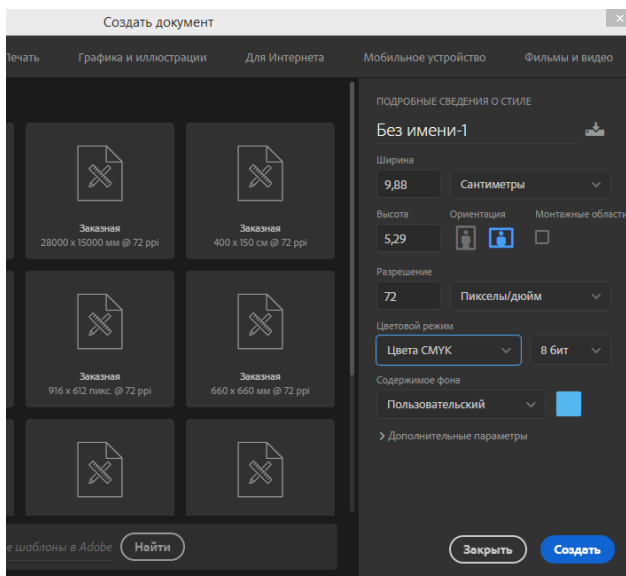 Создать документ
Печать Графика и иллюстрации Для Интернета Мобильное устройство Фильмы и видео
ПОДРОБНЫЕ СВЕДЕНИЯ О СТИЛЕ
Без имени-1
Ширина
9,88 Сантиметры
Высота Ориентация Монтажные области
5,29
Разрешение
72 Пикселы/дюйм
Цветовой режим
Цвета CMYK 8 бит
Содержимое фона
Пользовательский
Дополнительные параметры
Заказная
28000 x 15000 мм @ 72 ppi
Заказная
400 x 150 см @ 72 ppi
Заказная
916 x 612 пикс. @ 72 ppi
Заказная
660 x 660 мм @ 72 ppi
е шаблоны в Adobe Найти
Закрыть Создать